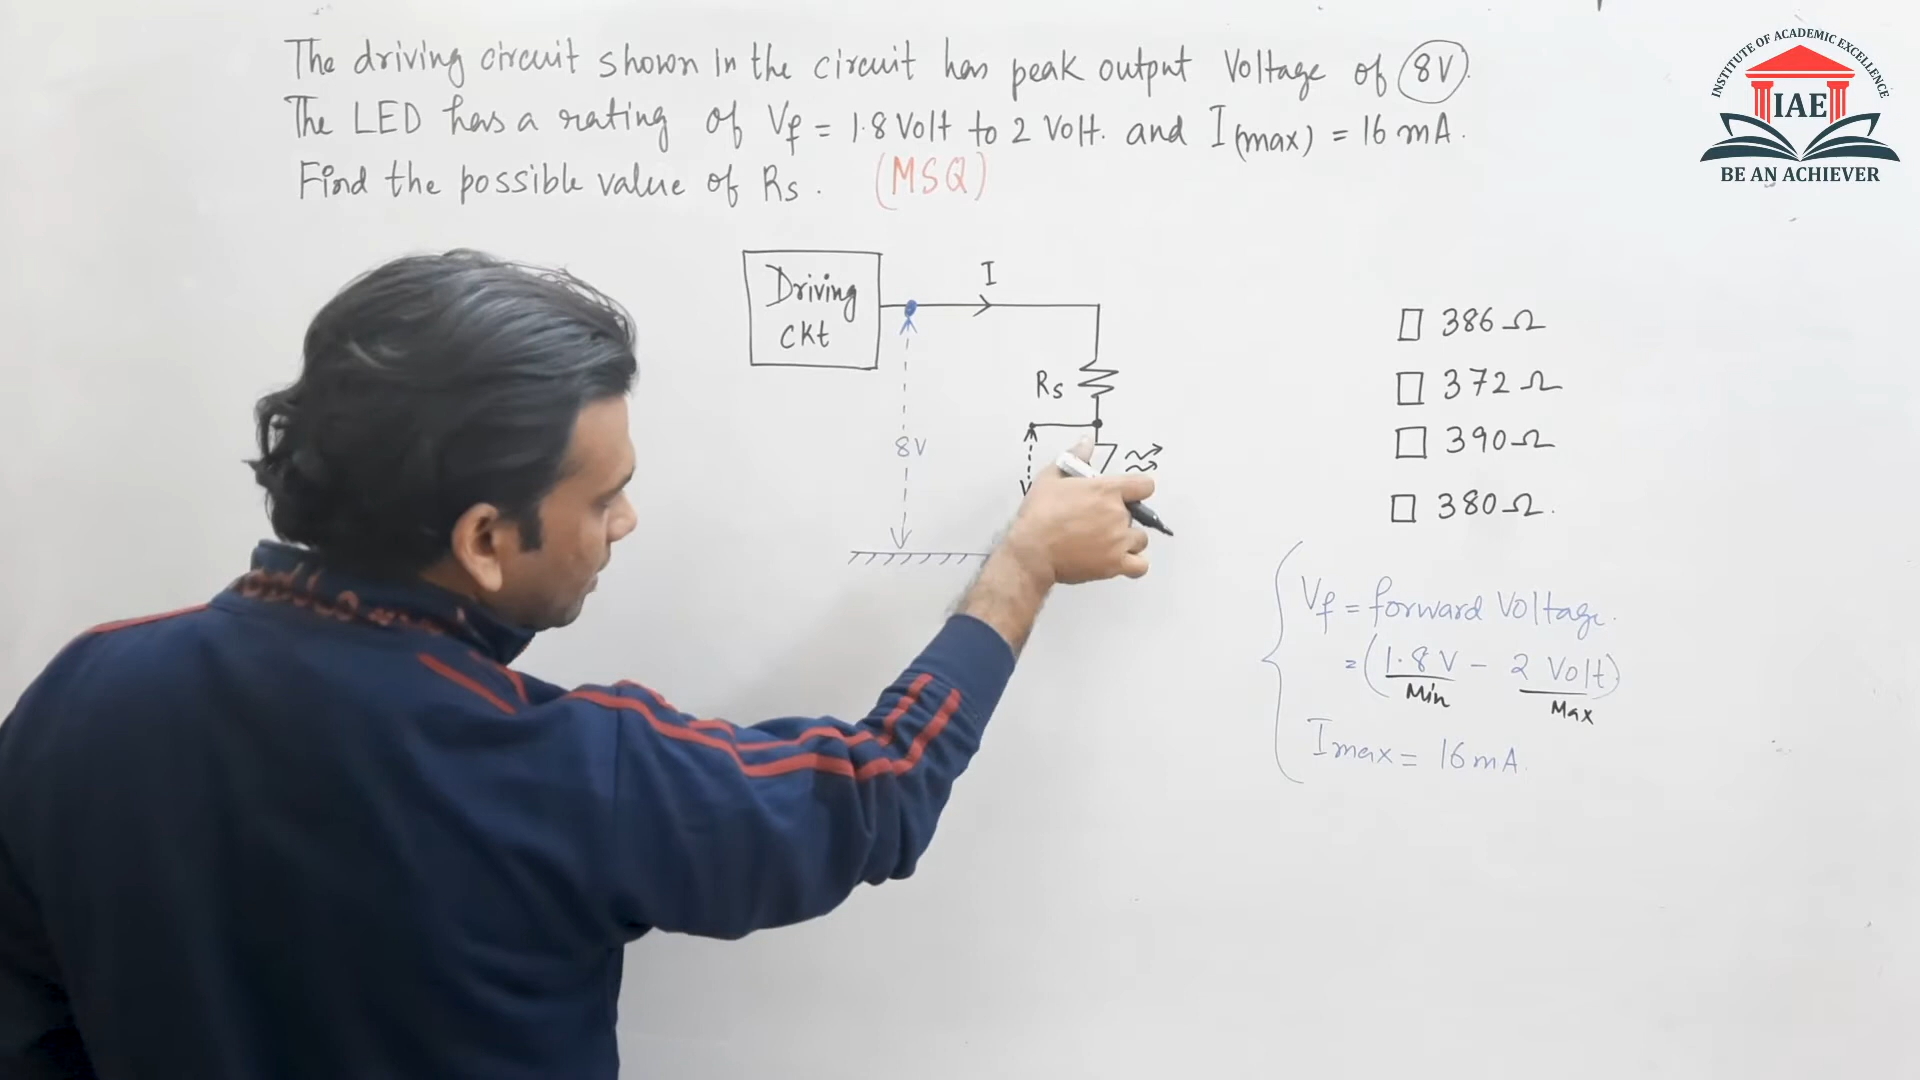 The driving circuit shown in the circuit has peak output Voltage of 8V.
The LED has a rating of Vf = 1.8 Volt to 2 Volt. and I(max) = 16 mA.
Find the possible value of Rs. (MSQ)
INSTITUTE OF ACADEMIC EXCELLENCE
IAE
BE AN ACHIEVER
Driving
Ckt
I
Rs
8V
V
386 Ω
372 Ω
390 Ω
380 Ω.
Vf = forward Voltage.
= (1.8 V - 2 Volt)
Min Max
Imax = 16 mA.